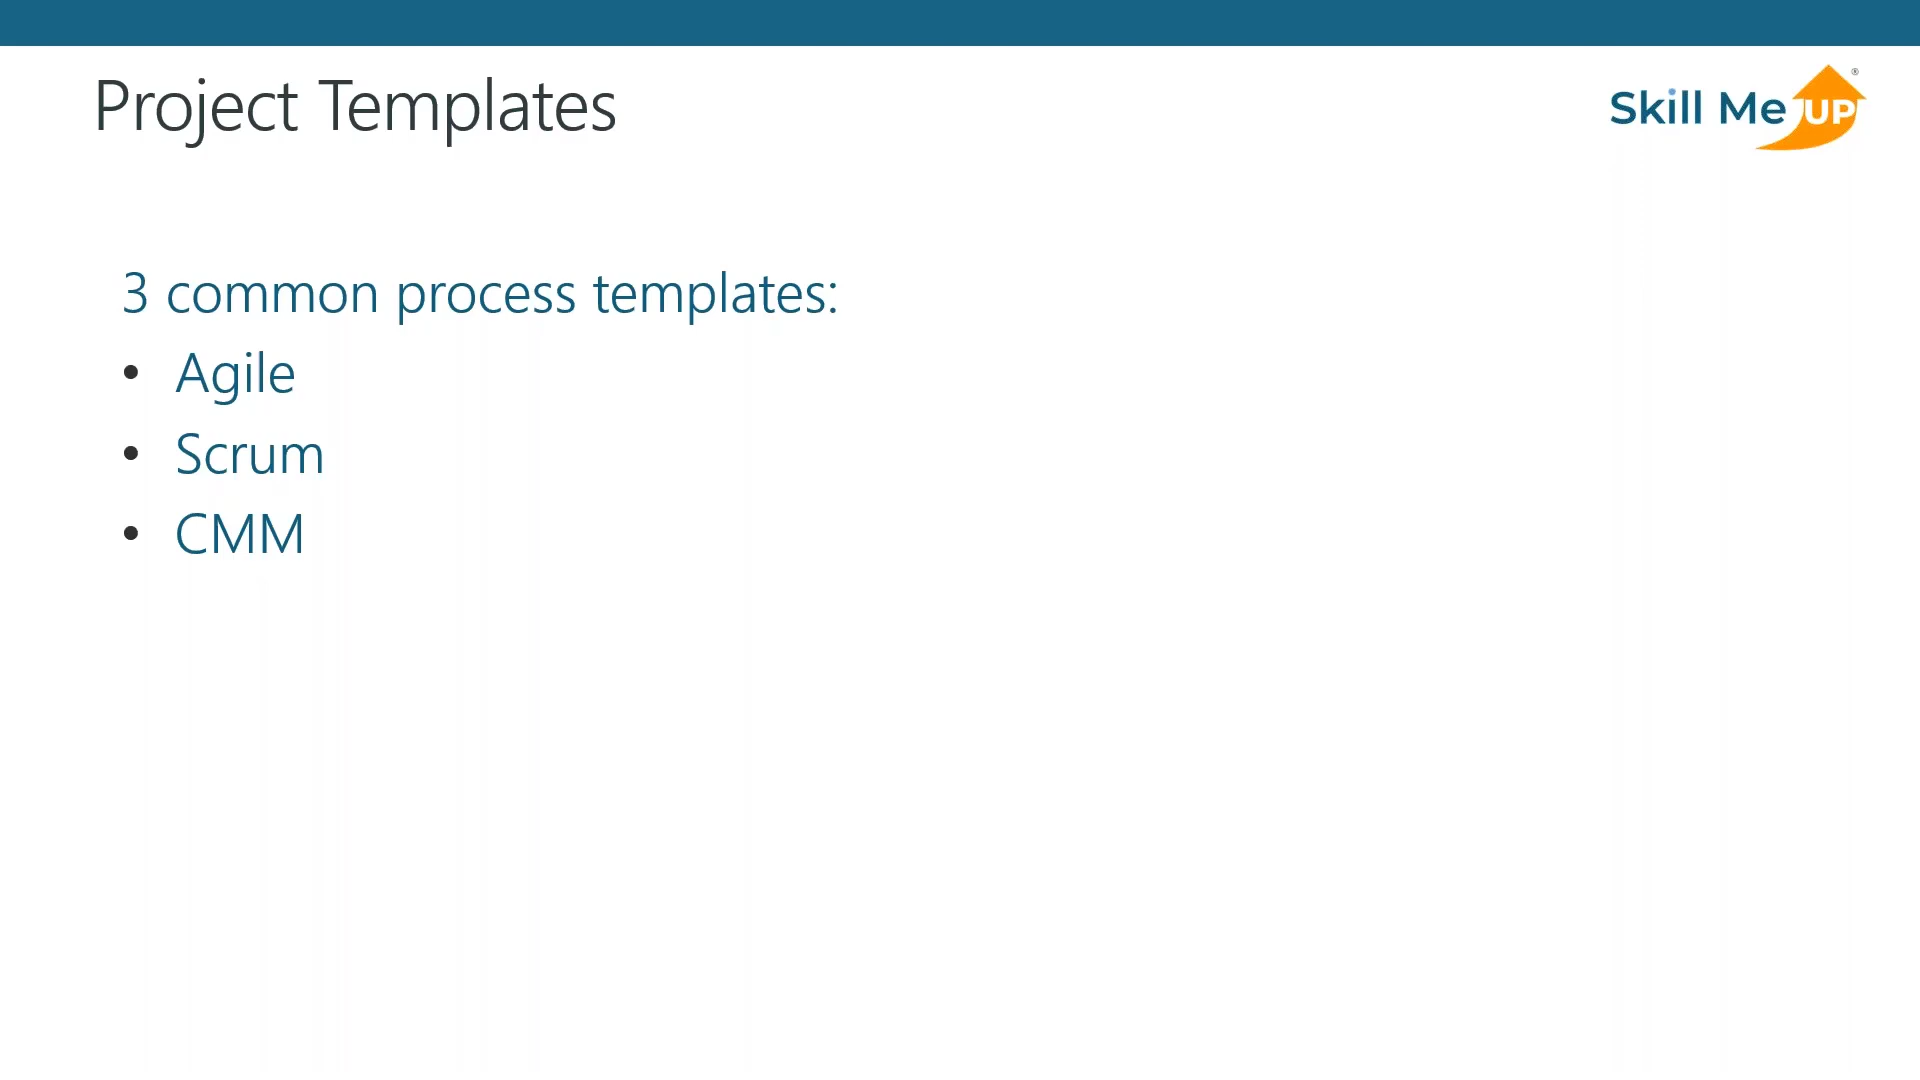 Project Templates
Skill Me UP®
3 common process templates:
• Agile
• Scrum
• CMM